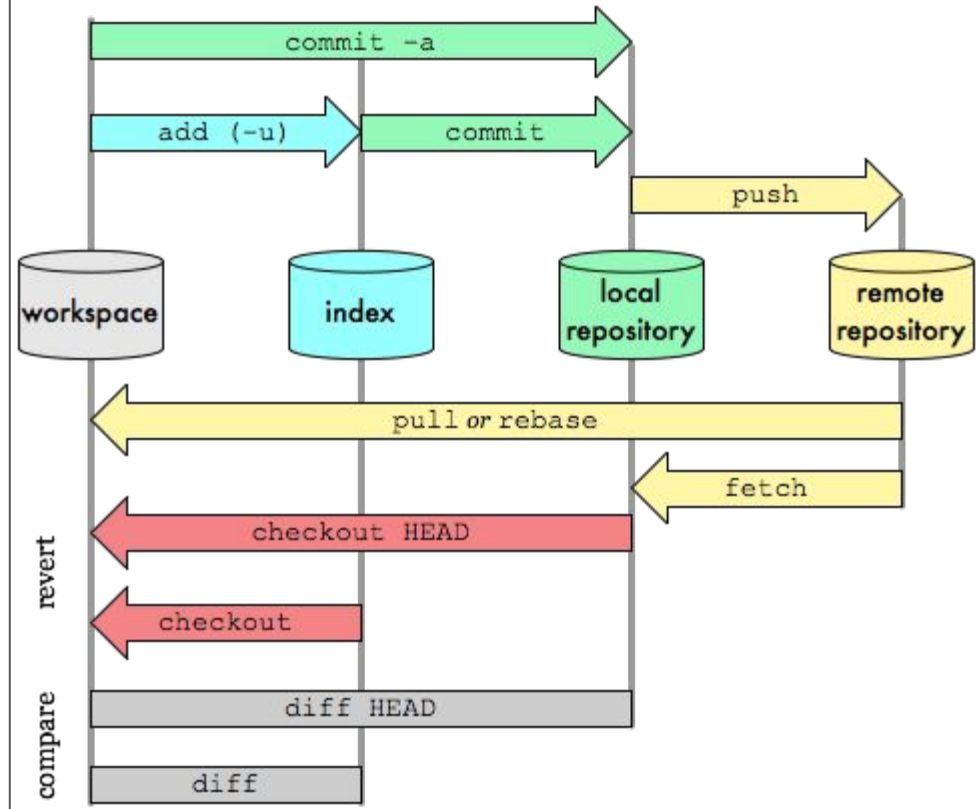 commit -a
add (-u)
commit
push
workspace
index
local
repository
remote
repository
pull or rebase
fetch
revert
checkout HEAD
checkout
compare
diff HEAD
diff